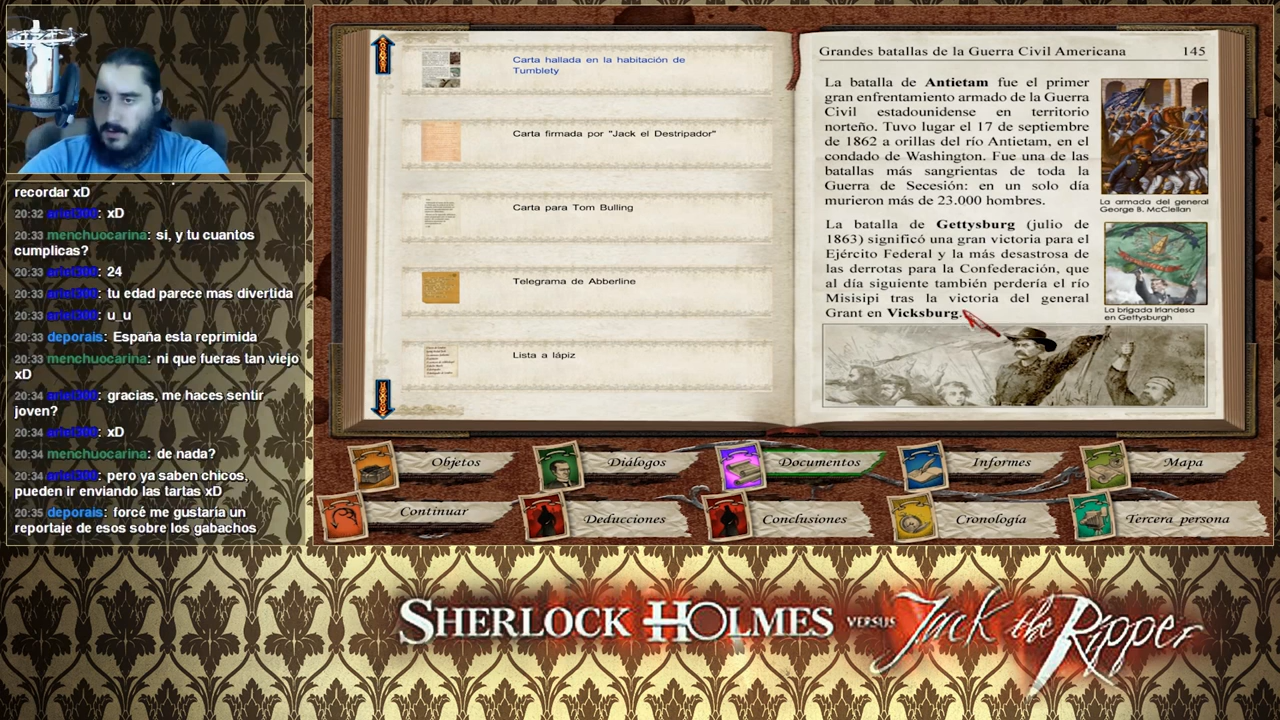 recordar xD
20:32 ariel300: xD
20:33 menchuocarina: si, y tu cuantos
cumplicas?
20:33 ariel300: 24
20:33 ariel300: tu edad parece mas divertida
20:33 ariel300: u_u
20:33 deporais: España esta reprimida
20:33 menchuocarina: ni que fueras tan viejo
xD
20:34 ariel300: gracias, me haces sentir
joven?
20:34 ariel300: xD
20:34 menchuocarina: de nada?
20:34 ariel300: pero ya saben chicos,
pueden ir enviando las tartas xD
20:35 deporais: forcé me gustaría un
reportaje de esos sobre los gabachos
Carta hallada en la habitación de
Tumblety
Carta firmada por "Jack el Destripador"
Carta para Tom Bulling
Telegrama de Abberline
Lista a lápiz
Grandes batallas de la Guerra Civil Americana 145
La batalla de Antietam fue el primer
gran enfrentamiento armado de la Guerra
Civil estadounidense en territorio
norteño. Tuvo lugar el 17 de septiembre
de 1862 a orillas del río Antietam, en el
condado de Washington. Fue una de las
batallas más sangrientas de toda la
Guerra de Secesión: en un solo día
murieron más de 23.000 hombres.
La armada del general
George B. McClellan
La batalla de Gettysburg (julio de
1863) significó una gran victoria para el
Ejército Federal y la más desastrosa de
las derrotas para la Confederación, que
al día siguiente también perdería el río
Misisipi tras la victoria del general
Grant en Vicksburg.
La brigada Irlandesa
en Gettysburgh
Objetos
Diálogos
Documentos
Informes
Mapa
Continuar
Deducciones
Conclusiones
Cronología
Tercera persona
SHERLOCK HOLMES VERSUS Jack the Ripper